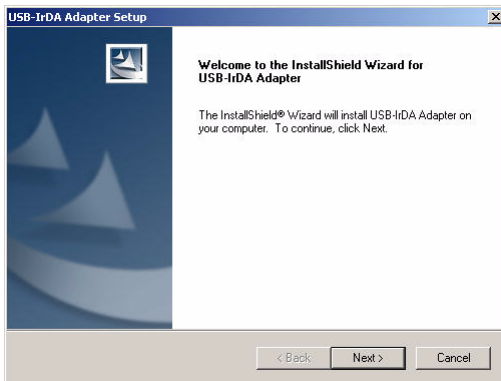 USB-IrDA Adapter Setup
Welcome to the InstallShield Wizard for
USB-IrDA Adapter
The InstallShield® Wizard will install USB-IrDA Adapter on
your computer. To continue, click Next.
< Back
Next >
Cancel